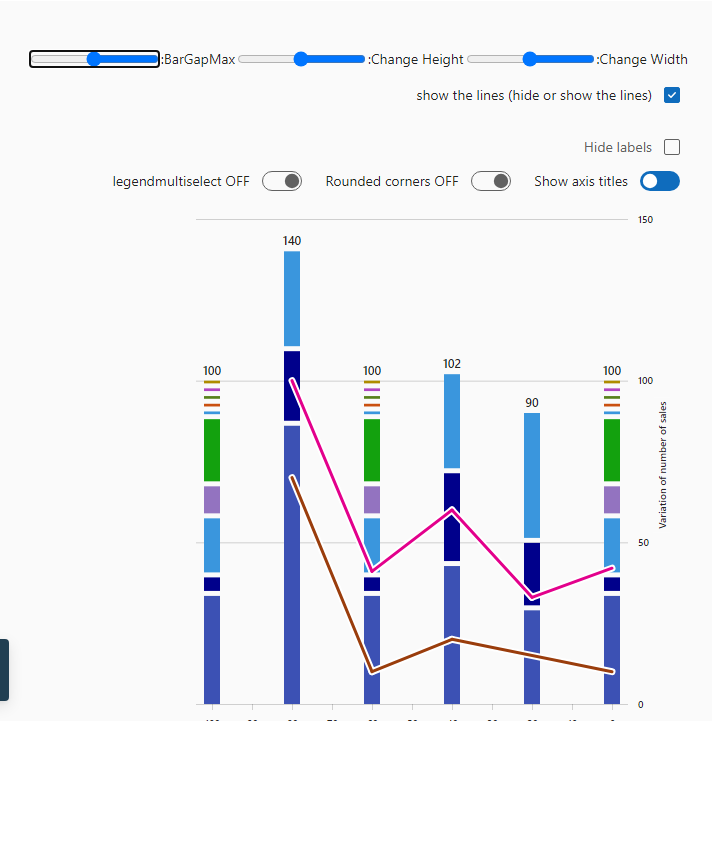 :BarGapMax :Change Height :Change Width
show the lines (hide or show the lines)
Hide labels
legendmultiselect OFF Rounded corners OFF Show axis titles
150
140
102
100 100 100
100
90
Variation of number of sales
50
0